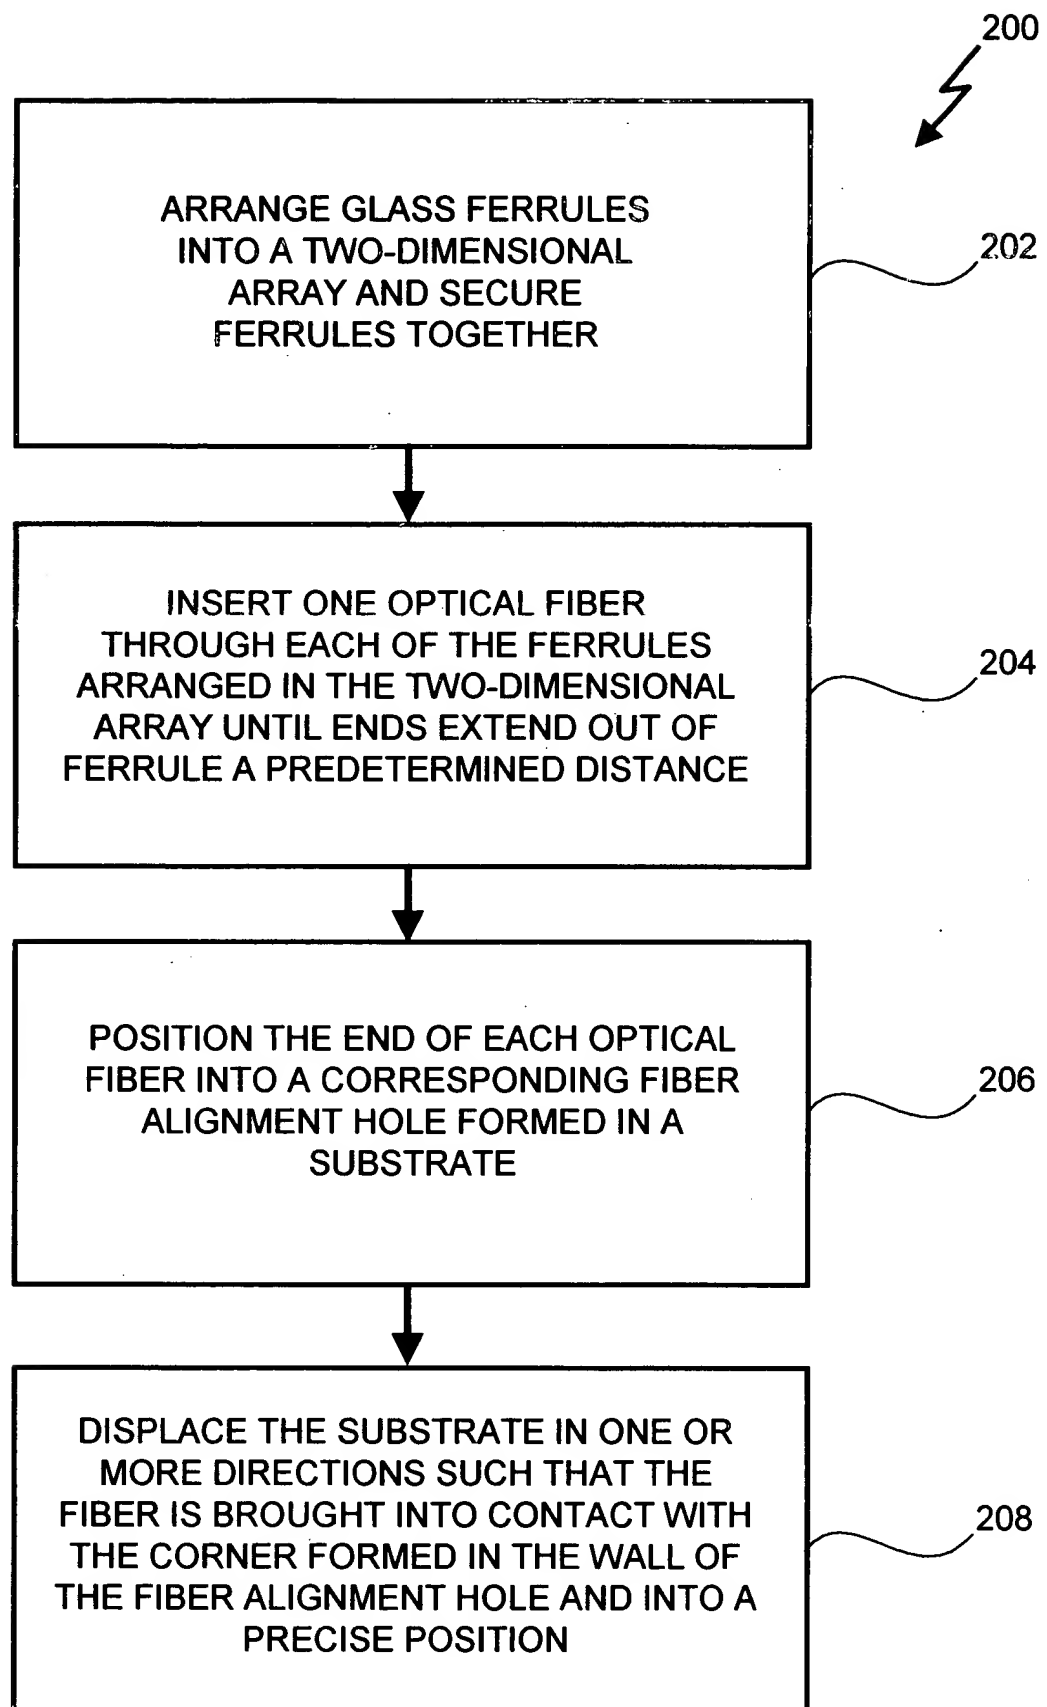 200
ARRANGE GLASS FERRULES
INTO A TWO-DIMENSIONAL
ARRAY AND SECURE
FERRULES TOGETHER
202
INSERT ONE OPTICAL FIBER
THROUGH EACH OF THE FERRULES
ARRANGED IN THE TWO-DIMENSIONAL
ARRAY UNTIL ENDS EXTEND OUT OF
FERRULE A PREDETERMINED DISTANCE
204
POSITION THE END OF EACH OPTICAL
FIBER INTO A CORRESPONDING FIBER
ALIGNMENT HOLE FORMED IN A
SUBSTRATE
206
DISPLACE THE SUBSTRATE IN ONE OR
MORE DIRECTIONS SUCH THAT THE
FIBER IS BROUGHT INTO CONTACT WITH
THE CORNER FORMED IN THE WALL OF
THE FIBER ALIGNMENT HOLE AND INTO A
PRECISE POSITION
208